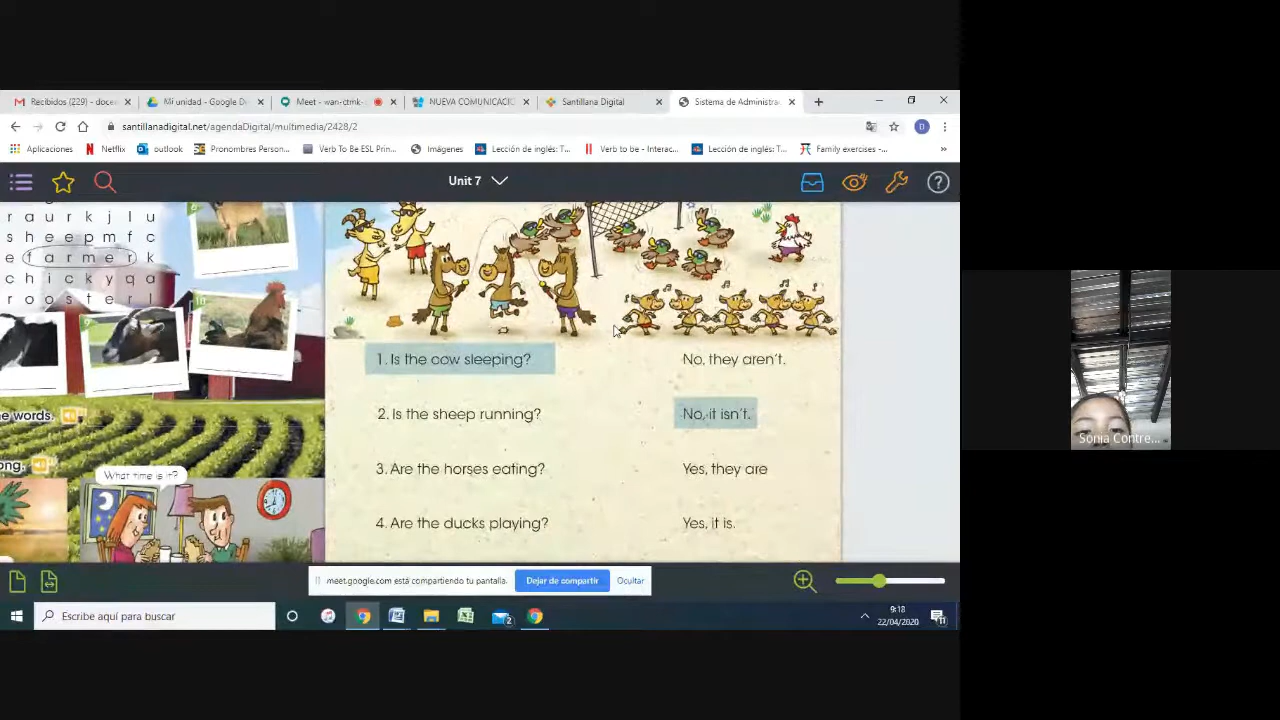 Recibidos (229) - doce
Mi unidad - Google D
Meet - wan-ctmk-
NUEVA COMUNICACIO
Santillana Digital
Sistema de Administra
santillanadigital.net/agendaDigital/multimedia/2428/2
Aplicaciones
Netflix
outlook
Pronombres Person...
Verb To Be ESL Prin...
Imágenes
Lección de inglés: T...
Verb to be - Interac...
Lección de inglés: T...
Family exercises -...
»
Unit 7
r a u r k j l u
s h e e p m f c
e f a r m e r k
c h i c k y q a
r o o s t e r l
10
1. Is the cow sleeping?
No, they aren't.
2. Is the sheep running?
No, it isn't.
3. Are the horses eating?
Yes, they are
4. Are the ducks playing?
Yes, it is.
e words.
ong.
What time is it?
Sonia Contre...
meet.google.com está compartiendo tu pantalla.
Dejar de compartir
Ocultar
Escribe aquí para buscar
2
9:18
22/04/2020